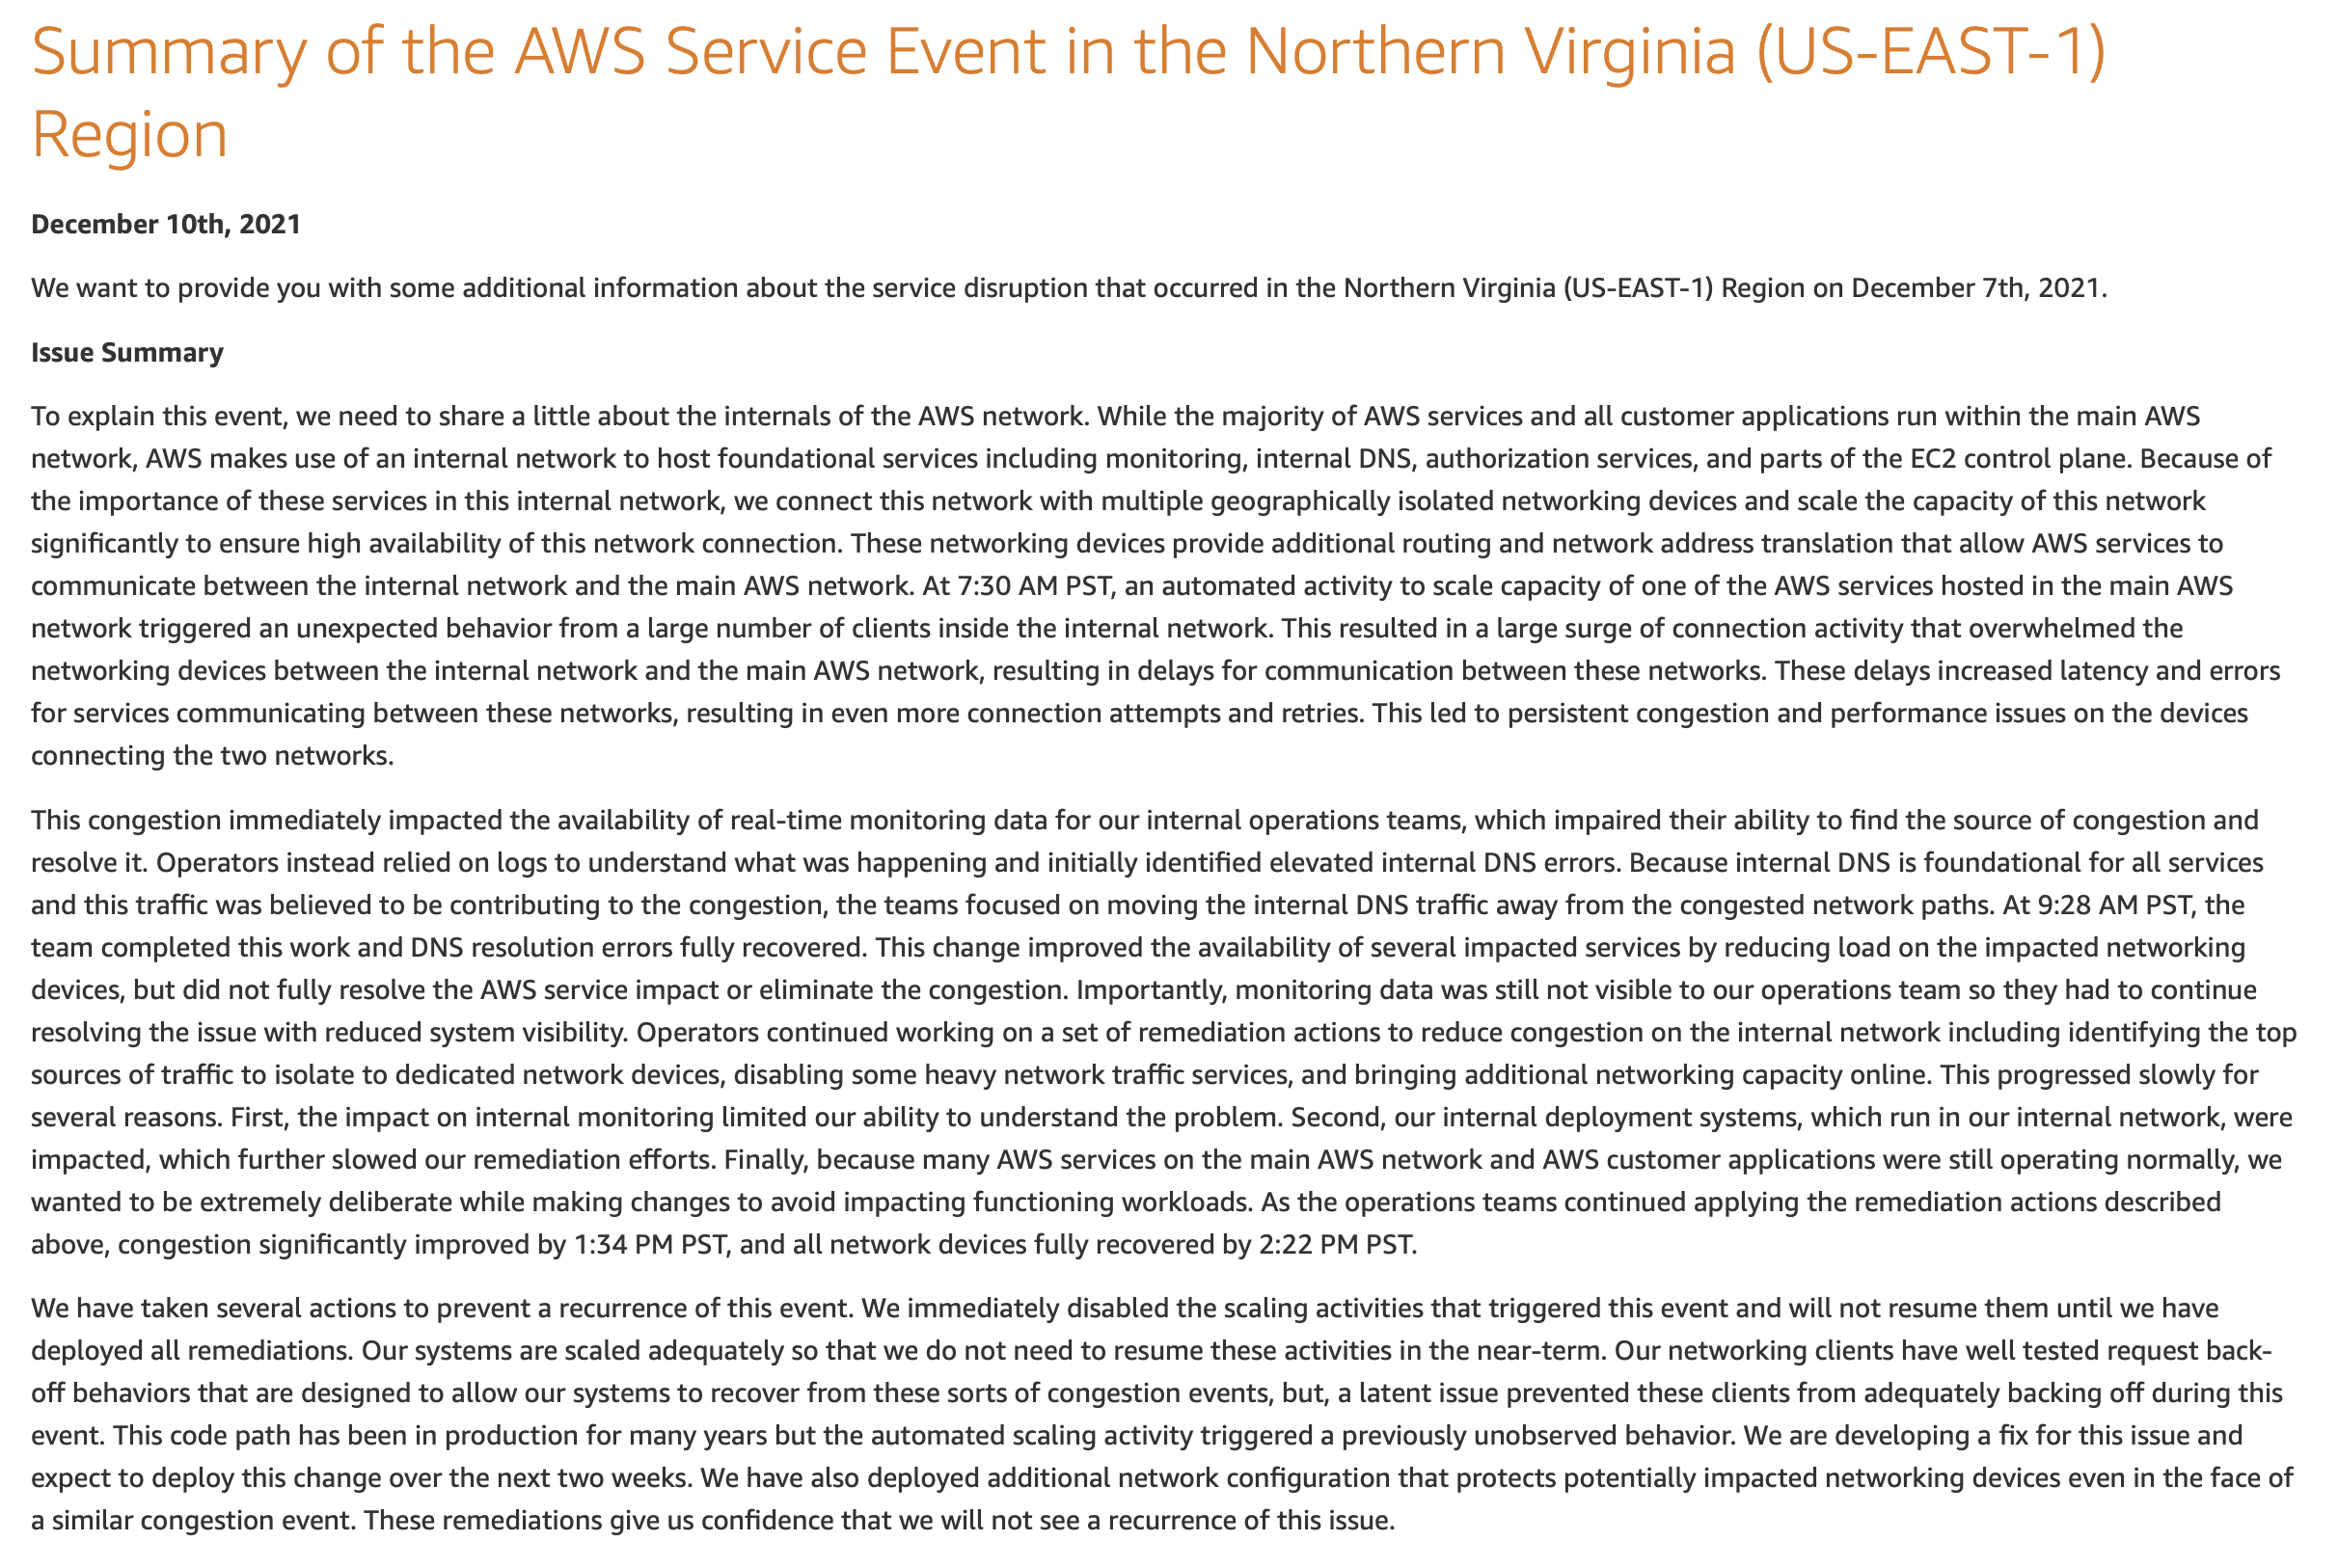 Summary of the AWS Service Event in the Northern Virginia (US-EAST-1)
Region
December 10th, 2021
We want to provide you with some additional information about the service disruption that occurred in the Northern Virginia (US-EAST-1) Region on December 7th, 2021.
Issue Summary
To explain this event, we need to share a little about the internals of the AWS network. While the majority of AWS services and all customer applications run within the main AWS
network, AWS makes use of an internal network to host foundational services including monitoring, internal DNS, authorization services, and parts of the EC2 control plane. Because of
the importance of these services in this internal network, we connect this network with multiple geographically isolated networking devices and scale the capacity of this network
significantly to ensure high availability of this network connection. These networking devices provide additional routing and network address translation that allow AWS services to
communicate between the internal network and the main AWS network. At 7:30 AM PST, an automated activity to scale capacity of one of the AWS services hosted in the main AWS
network triggered an unexpected behavior from a large number of clients inside the internal network. This resulted in a large surge of connection activity that overwhelmed the
networking devices between the internal network and the main AWS network, resulting in delays for communication between these networks. These delays increased latency and errors
for services communicating between these networks, resulting in even more connection attempts and retries. This led to persistent congestion and performance issues on the devices
connecting the two networks.
This congestion immediately impacted the availability of real-time monitoring data for our internal operations teams, which impaired their ability to find the source of congestion and
resolve it. Operators instead relied on logs to understand what was happening and initially identified elevated internal DNS errors. Because internal DNS is foundational for all services
and this traffic was believed to be contributing to the congestion, the teams focused on moving the internal DNS traffic away from the congested network paths. At 9:28 AM PST, the
team completed this work and DNS resolution errors fully recovered. This change improved the availability of several impacted services by reducing load on the impacted networking
devices, but did not fully resolve the AWS service impact or eliminate the congestion. Importantly, monitoring data was still not visible to our operations team so they had to continue
resolving the issue with reduced system visibility. Operators continued working on a set of remediation actions to reduce congestion on the internal network including identifying the top
sources of traffic to isolate to dedicated network devices, disabling some heavy network traffic services, and bringing additional networking capacity online. This progressed slowly for
several reasons. First, the impact on internal monitoring limited our ability to understand the problem. Second, our internal deployment systems, which run in our internal network, were
impacted, which further slowed our remediation efforts. Finally, because many AWS services on the main AWS network and AWS customer applications were still operating normally, we
wanted to be extremely deliberate while making changes to avoid impacting functioning workloads. As the operations teams continued applying the remediation actions described
above, congestion significantly improved by 1:34 PM PST, and all network devices fully recovered by 2:22 PM PST.
We have taken several actions to prevent a recurrence of this event. We immediately disabled the scaling activities that triggered this event and will not resume them until we have
deployed all remediations. Our systems are scaled adequately so that we do not need to resume these activities in the near-term. Our networking clients have well tested request back-
off behaviors that are designed to allow our systems to recover from these sorts of congestion events, but, a latent issue prevented these clients from adequately backing off during this
event. This code path has been in production for many years but the automated scaling activity triggered a previously unobserved behavior. We are developing a fix for this issue and
expect to deploy this change over the next two weeks. We have also deployed additional network configuration that protects potentially impacted networking devices even in the face of
a similar congestion event. These remediations give us confidence that we will not see a recurrence of this issue.